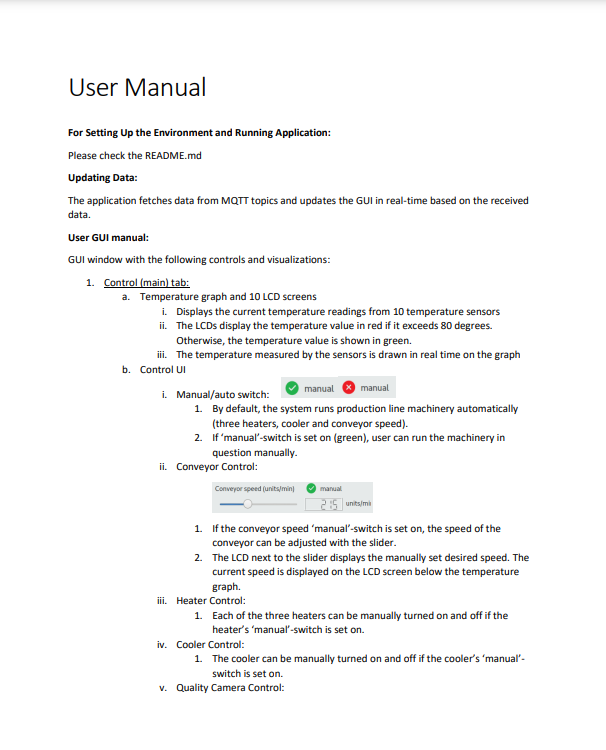 User Manual
For Setting Up the Environment and Running Application:
Please check the README.md
Updating Data:
The application fetches data from MQTT topics and updates the GUI in real-time based on the received
data.
User GUI manual:
GUI window with the following controls and visualizations:
1. Control (main) tab:
a. Temperature graph and 10 LCD screens
i. Displays the current temperature readings from 10 temperature sensors
ii. The LCDs display the temperature value in red if it exceeds 80 degrees.
Otherwise, the temperature value is shown in green.
iii. The temperature measured by the sensors is drawn in real time on the graph
b. Control UI
i. Manual/auto switch: manual manual
1. By default, the system runs production line machinery automatically
(three heaters, cooler and conveyor speed).
2. If ‘manual’-switch is set on (green), user can run the machinery in
question manually.
ii. Conveyor Control:
Conveyor speed (units/min) manual
215 units/mi
1. If the conveyor speed ‘manual’-switch is set on, the speed of the
conveyor can be adjusted with the slider.
2. The LCD next to the slider displays the manually set desired speed. The
current speed is displayed on the LCD screen below the temperature
graph.
iii. Heater Control:
1. Each of the three heaters can be manually turned on and off if the
heater’s ‘manual’-switch is set on.
iv. Cooler Control:
1. The cooler can be manually turned on and off if the cooler’s ‘manual’-
switch is set on.
v. Quality Camera Control: